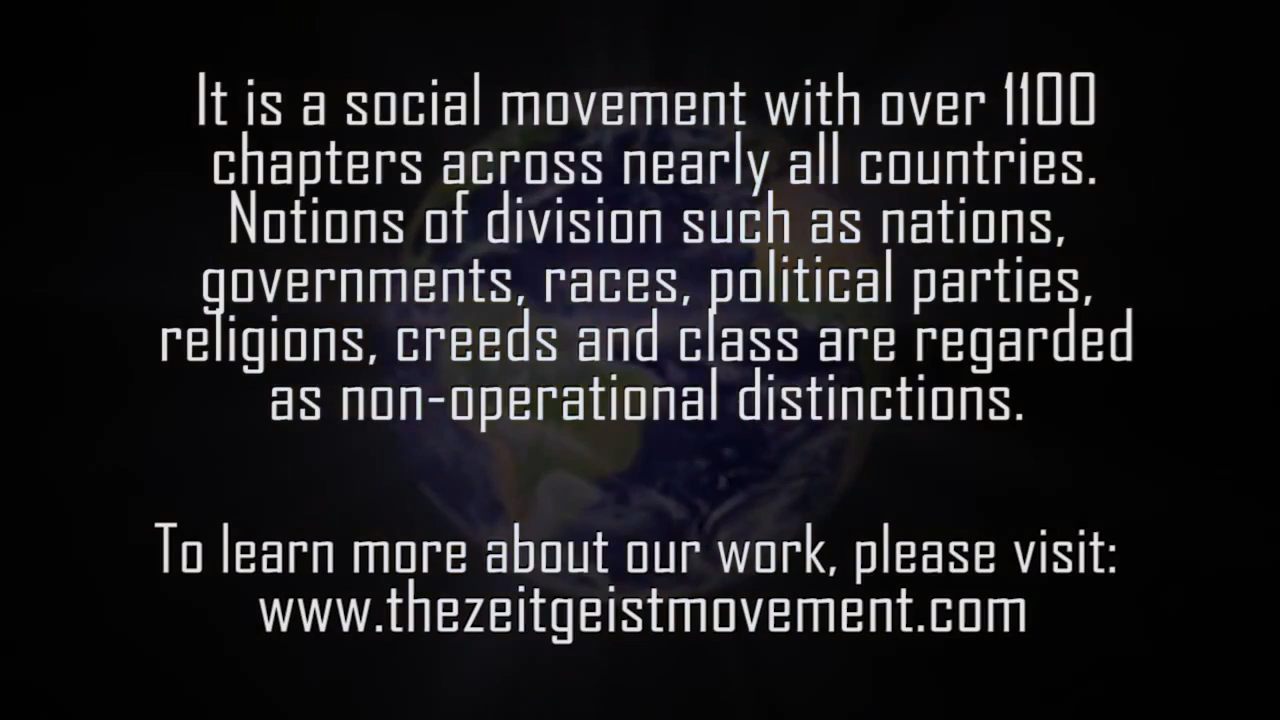 It is a social movement with over 1100
chapters across nearly all countries.
Notions of division such as nations,
governments, races, political parties,
religions, creeds and class are regarded
as non-operational distinctions.
To learn more about our work, please visit:
www.thezeitgeistmovement.com